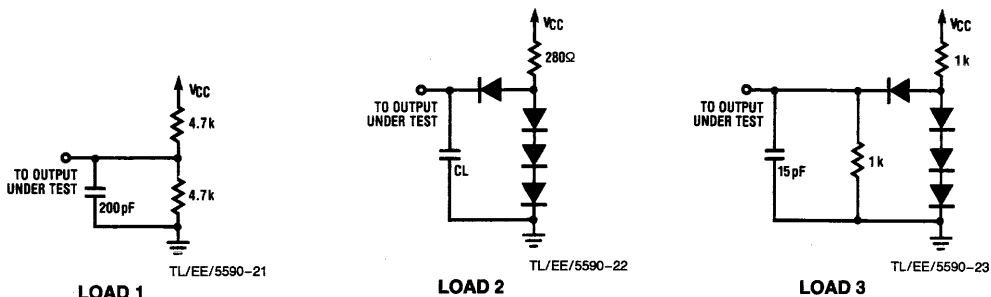 VCC
4.7k
TO OUTPUT
UNDER TEST
200pF
4.7k
TL/EE/5590-21
LOAD 1
VCC
280Ω
TO OUTPUT
UNDER TEST
CL
TL/EE/5590-22
LOAD 2
VCC
1k
TO OUTPUT
UNDER TEST
15pF
1k
TL/EE/5590-23
LOAD 3